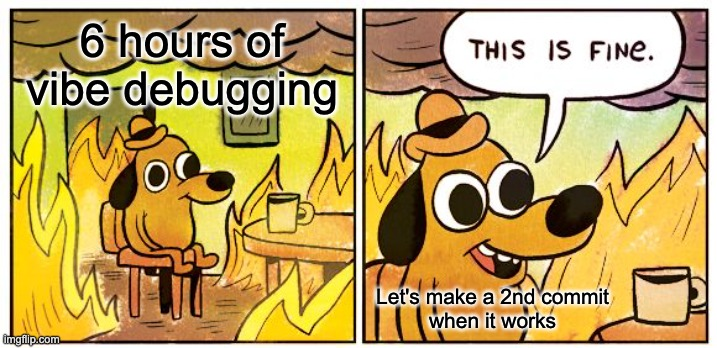 6 hours of
vibe debugging
THIS IS FINE.
Let's make a 2nd commit
when it works
imgflip.com